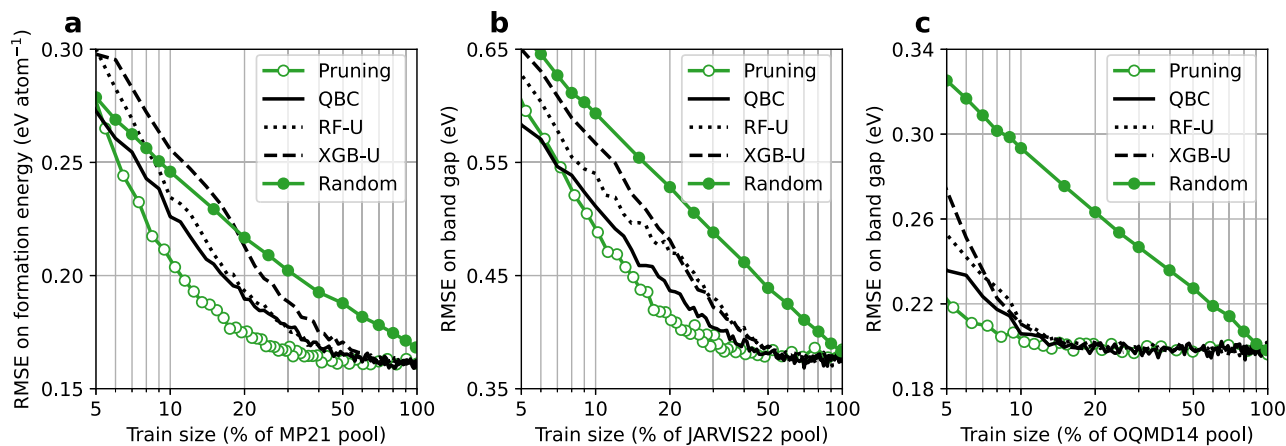 a
RMSE on formation energy (eV atom⁻¹)
0.30
0.25
0.20
0.15
5 10 20 50 100
Train size (% of MP21 pool)
Pruning
QBC
RF-U
XGB-U
Random
b
RMSE on band gap (eV)
0.65
0.55
0.45
0.35
5 10 20 50 100
Train size (% of JARVIS22 pool)
Pruning
QBC
RF-U
XGB-U
Random
c
RMSE on band gap (eV)
0.34
0.30
0.26
0.22
0.18
5 10 20 50 100
Train size (% of OQMD14 pool)
Pruning
QBC
RF-U
XGB-U
Random